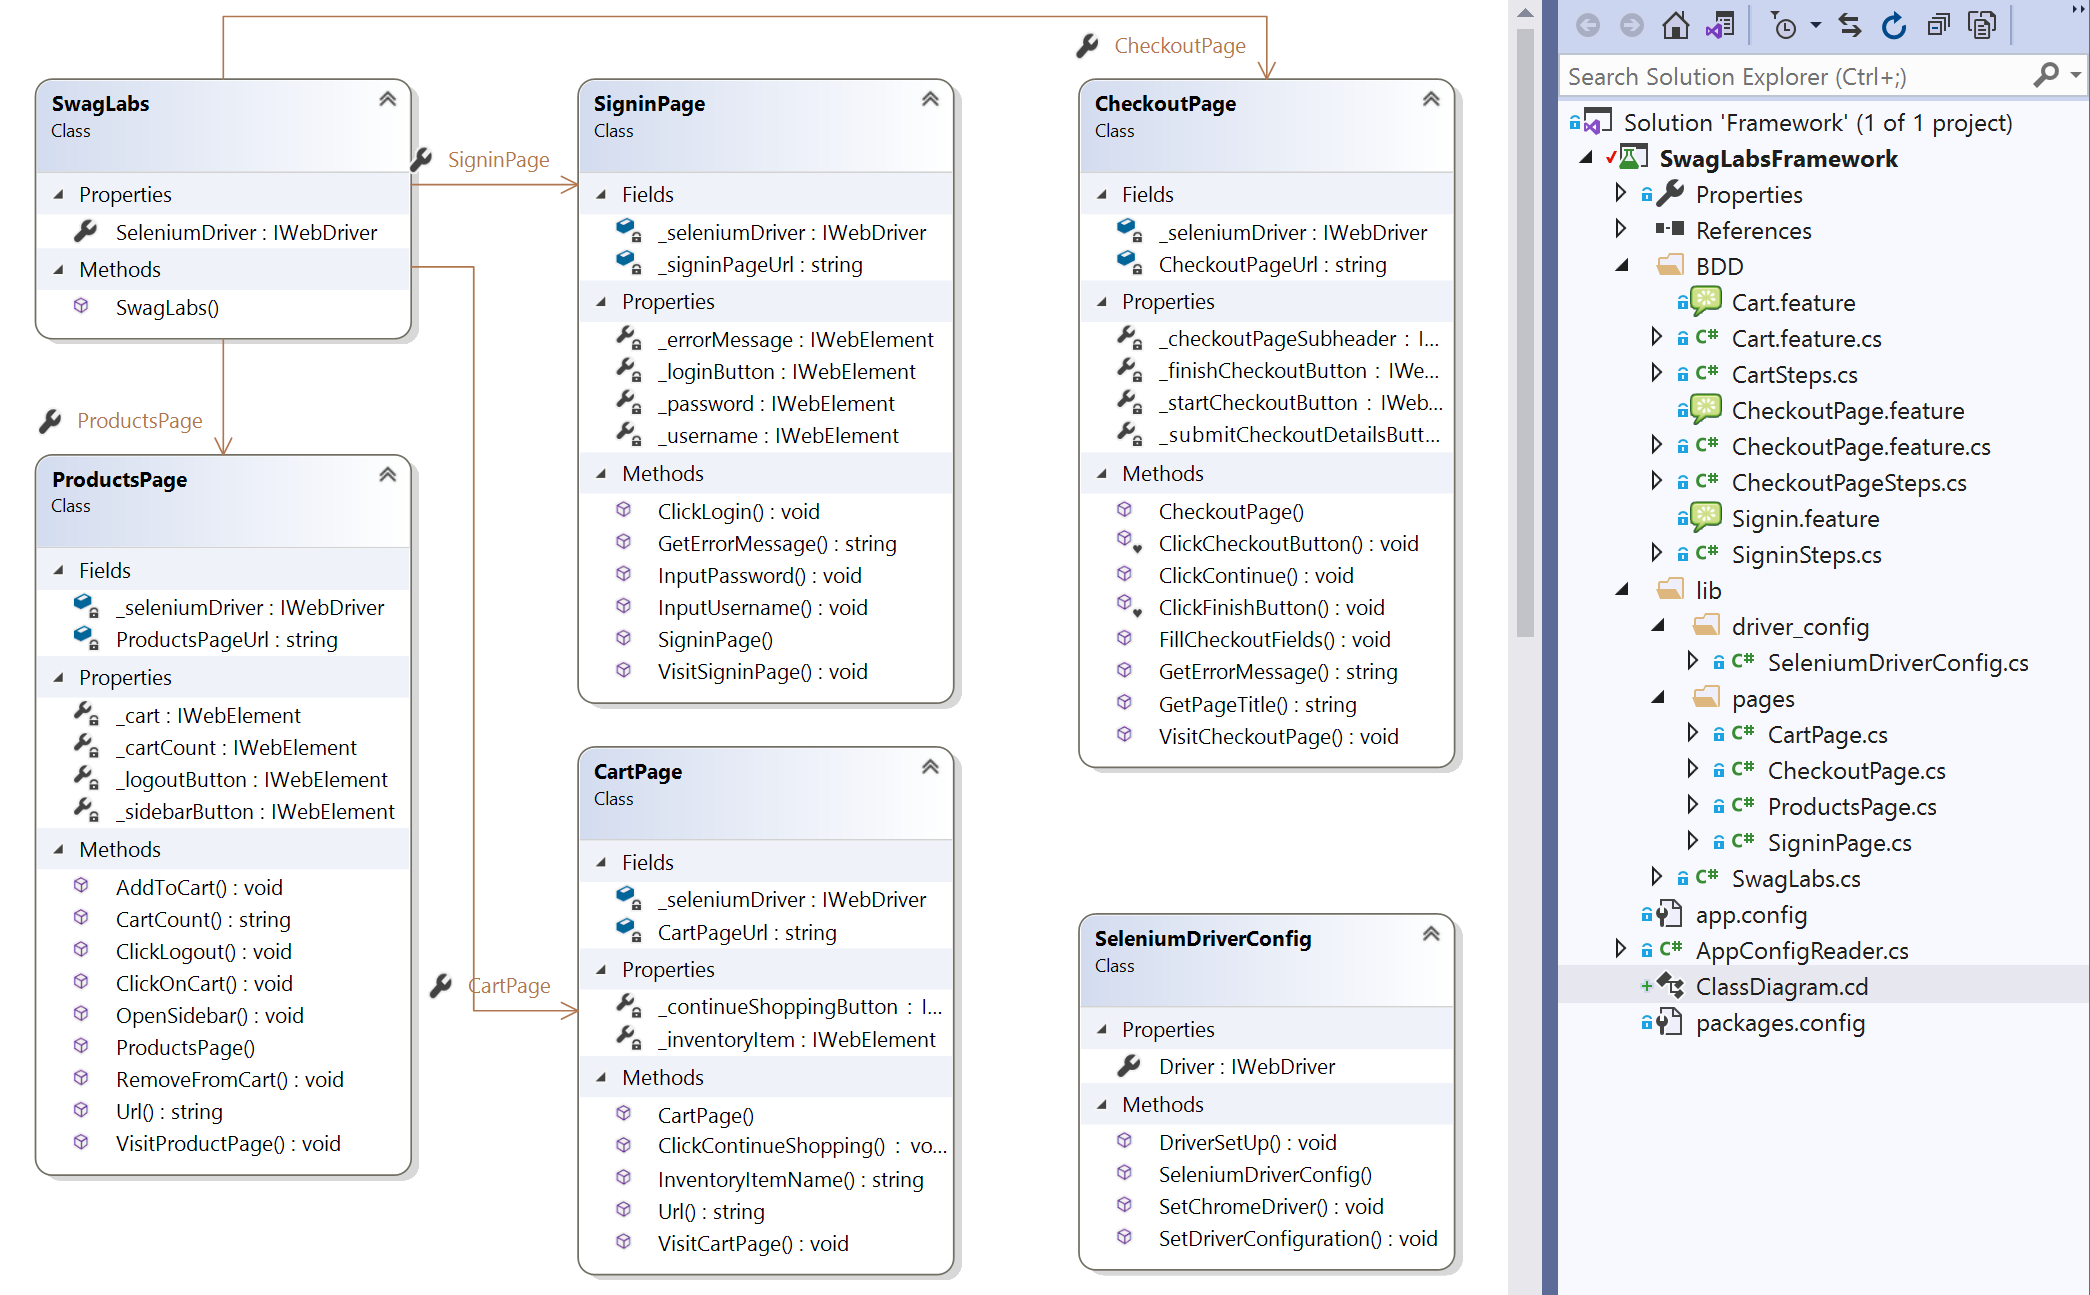 CheckoutPage
SwagLabs
Class
Properties
SeleniumDriver : IWebDriver
Methods
SwagLabs()
SigninPage
ProductsPage
CartPage
SigninPage
Class
Fields
_seleniumDriver : IWebDriver
_signinPageUrl : string
Properties
_errorMessage : IWebElement
_loginButton : IWebElement
_password : IWebElement
_username : IWebElement
Methods
ClickLogin() : void
GetErrorMessage() : string
InputPassword() : void
InputUsername() : void
SigninPage()
VisitSigninPage() : void
CheckoutPage
Class
Fields
_seleniumDriver : IWebDriver
CheckoutPageUrl : string
Properties
_checkoutPageSubheader : I...
_finishCheckoutButton : IWe...
_startCheckoutButton : IWeb...
_submitCheckoutDetailsButt...
Methods
CheckoutPage()
ClickCheckoutButton() : void
ClickContinue() : void
ClickFinishButton() : void
FillCheckoutFields() : void
GetErrorMessage() : string
GetPageTitle() : string
VisitCheckoutPage() : void
ProductsPage
Class
Fields
_seleniumDriver : IWebDriver
ProductsPageUrl : string
Properties
_cart : IWebElement
_cartCount : IWebElement
_logoutButton : IWebElement
_sidebarButton : IWebElement
Methods
AddToCart() : void
CartCount() : string
ClickLogout() : void
ClickOnCart() : void
OpenSidebar() : void
ProductsPage()
RemoveFromCart() : void
Url() : string
VisitProductPage() : void
CartPage
Class
Fields
_seleniumDriver : IWebDriver
CartPageUrl : string
Properties
_continueShoppingButton : I...
_inventoryItem : IWebElement
Methods
CartPage()
ClickContinueShopping() : vo...
InventoryItemName() : string
Url() : string
VisitCartPage() : void
SeleniumDriverConfig
Class
Properties
Driver : IWebDriver
Methods
DriverSetUp() : void
SeleniumDriverConfig()
SetChromeDriver() : void
SetDriverConfiguration() : void
Search Solution Explorer (Ctrl+;)
Solution 'Framework' (1 of 1 project)
SwagLabsFramework
Properties
References
BDD
Cart.feature
C# Cart.feature.cs
C# CartSteps.cs
CheckoutPage.feature
C# CheckoutPage.feature.cs
C# CheckoutPageSteps.cs
Signin.feature
C# SigninSteps.cs
lib
driver_config
C# SeleniumDriverConfig.cs
pages
C# CartPage.cs
C# CheckoutPage.cs
C# ProductsPage.cs
C# SigninPage.cs
C# SwagLabs.cs
app.config
C# AppConfigReader.cs
ClassDiagram.cd
packages.config